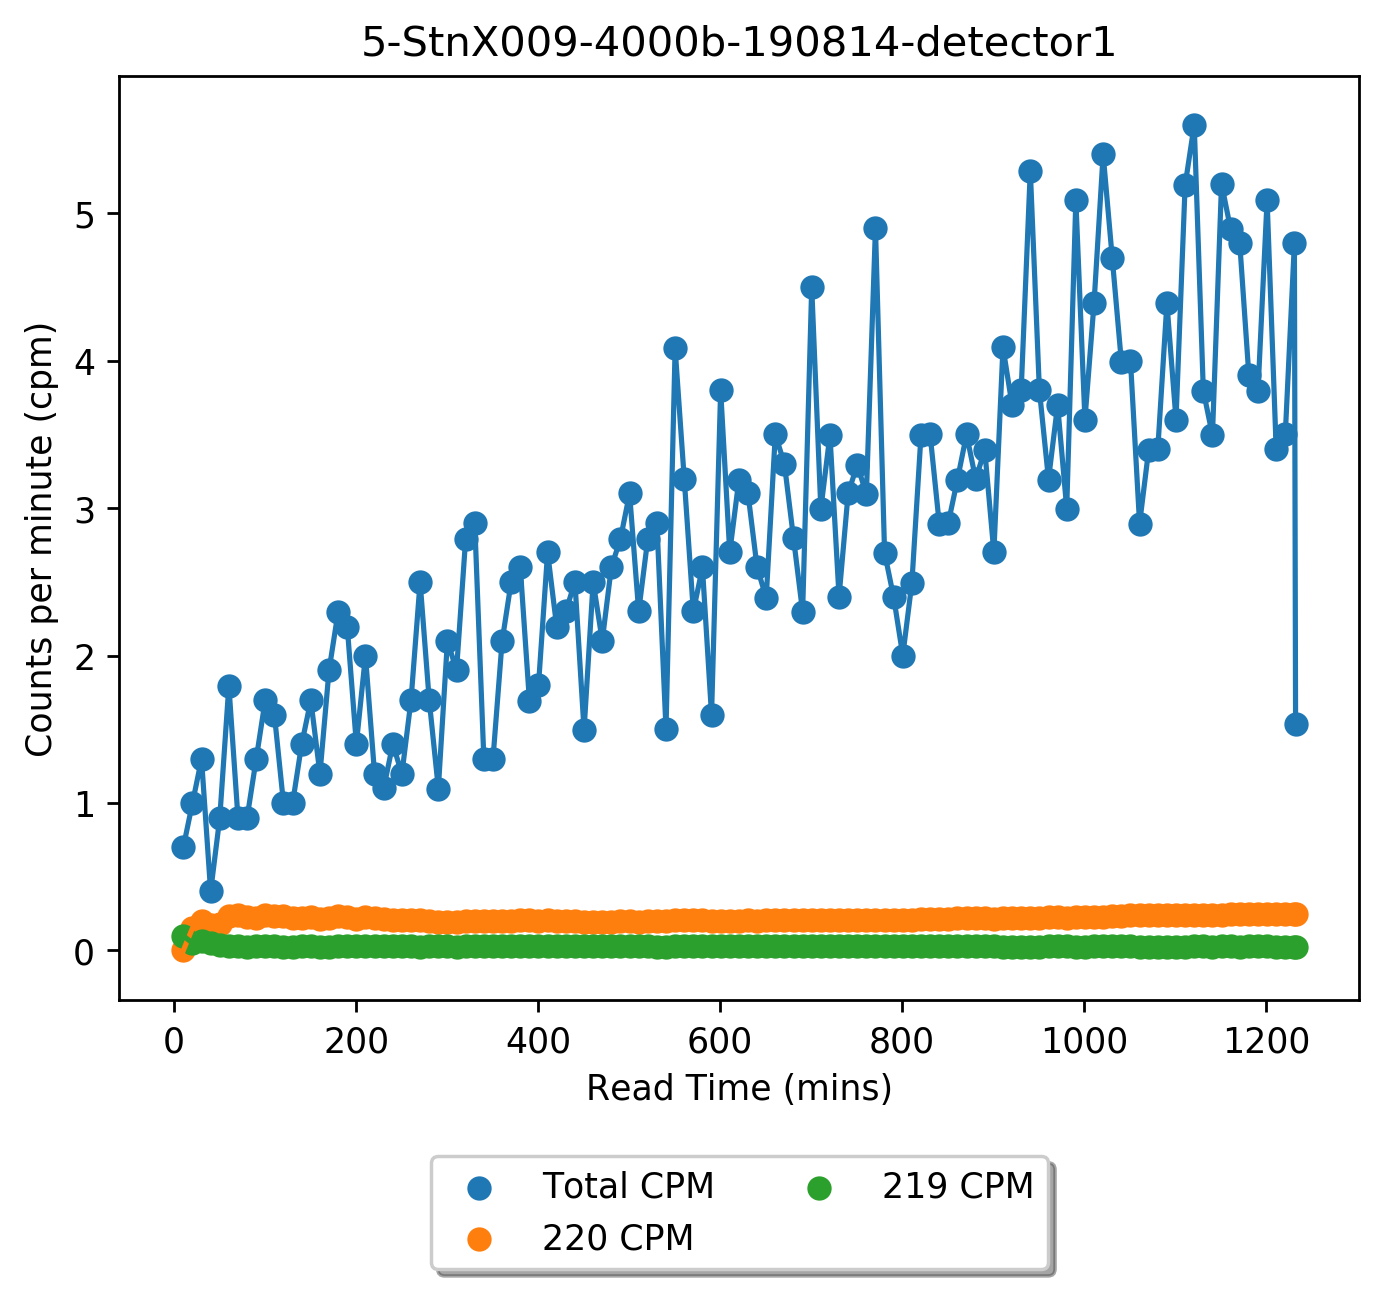 5-StnX009-4000b-190814-detector1
Counts per minute (cpm)
5
4
3
2
1
0
0 200 400 600 800 1000 1200
Read Time (mins)
Total CPM 219 CPM
220 CPM